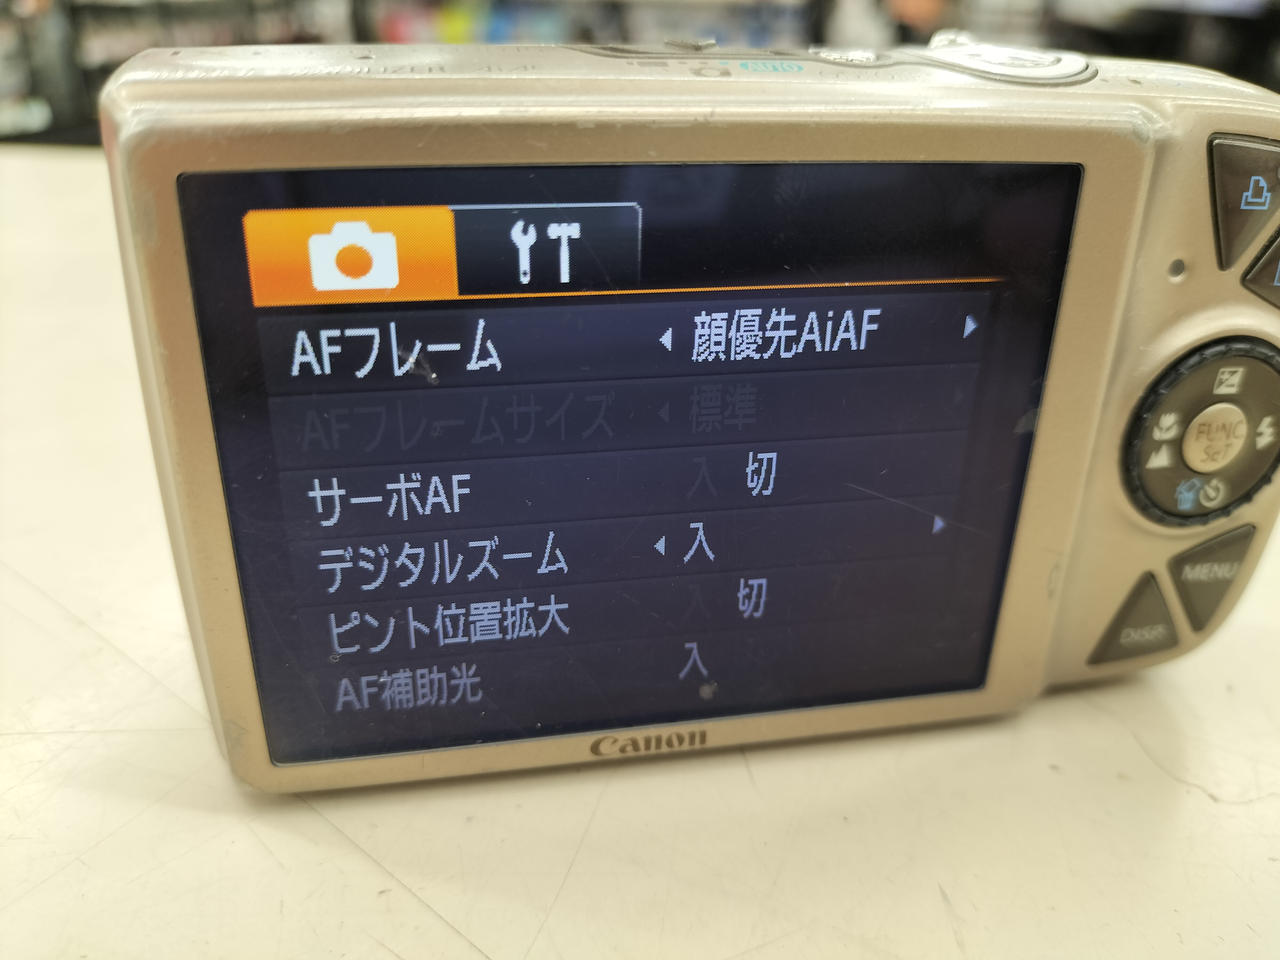 AUTO
AFフレーム 顔優先AiAF
AFフレームサイズ 標準
サーボAF 入 切
デジタルズーム 入
ピント位置拡大 入 切
AF補助光 入
FUNC
SET
MENU
DISP.
Canon